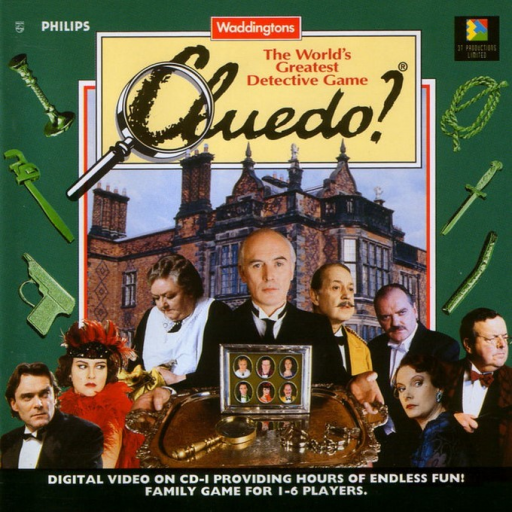 PHILIPS
Waddingtons
3T PRODUCTIONS
LIMITED
The World's
Greatest
Detective Game
Cluedo?®
DIGITAL VIDEO ON CD-I PROVIDING HOURS OF ENDLESS FUN!
FAMILY GAME FOR 1-6 PLAYERS.